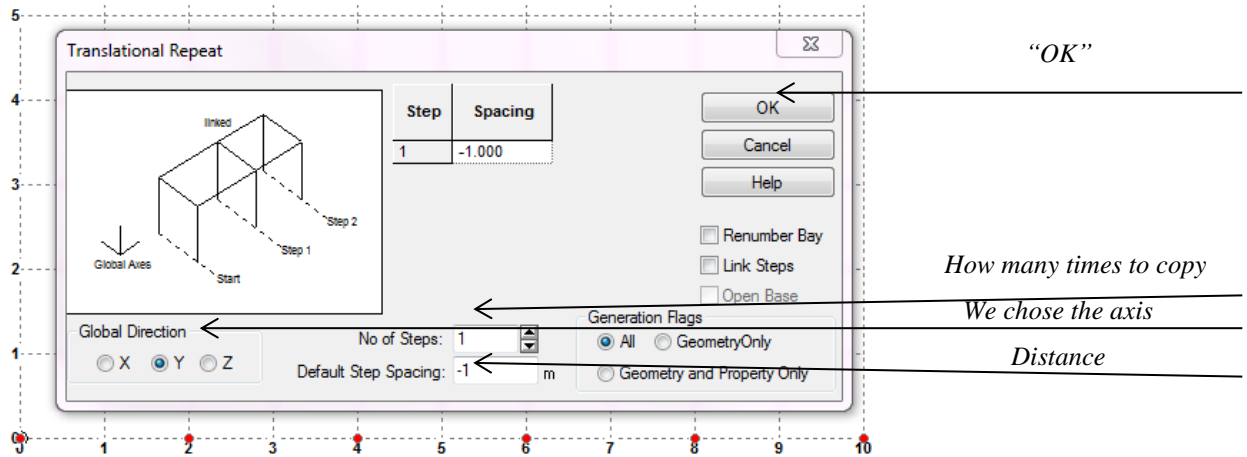 5
Translational Repeat
“OK”
4
linked
Step Spacing
OK
1 -1.000
Cancel
3
Help
Step 2
Renumber Bay
Step 1
Global Axes
Link Steps
How many times to copy
2
Start
Open Base
We chose the axis
Global Direction
No of Steps: 1
Generation Flags
1
X Y Z
All GeometryOnly
Distance
Default Step Spacing: -1 m
Geometry and Property Only
1 2 3 4 5 6 7 8 9 10